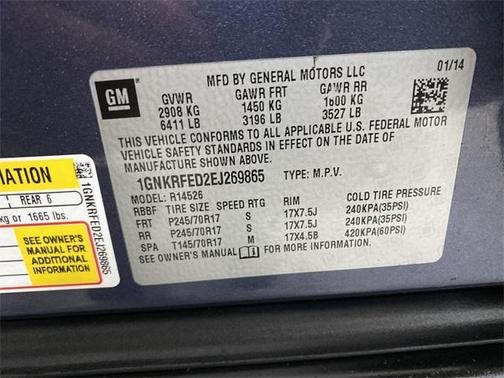 GM
MFD BY GENERAL MOTORS LLC
01/14
GVWR GAWR FRT GAWR RR
2908 KG 1450 KG 1600 KG
6411 LB 3196 LB 3527 LB
THIS VEHICLE CONFORMS TO ALL APPLICABLE U.S. FEDERAL MOTOR
VEHICLE SAFETY STANDARDS IN EFFECT ON THE DATE OF
MANUFACTURE SHOWN ABOVE.
1GNKRFED2EJ269865 TYPE: M.P.V.
MODEL: R14526
RBBF TIRE SIZE SPEED RTG RIM COLD TIRE PRESSURE
FRT P245/70R17 S 17X7.5J 240KPA(35PSI)
RR P245/70R17 S 17X7.5J 240KPA(35PSI)
SPA T145/70R17 M 17X4.5B 420KPA(60PSI)
SEE OWNER'S MANUAL FOR MORE INFORMATION
MATION
1 REAR 6
kg or 1665 lbs.
SEE OWNER'S
MANUAL FOR
ADDITIONAL
INFORMATION
1GNKRFED2EJ269865